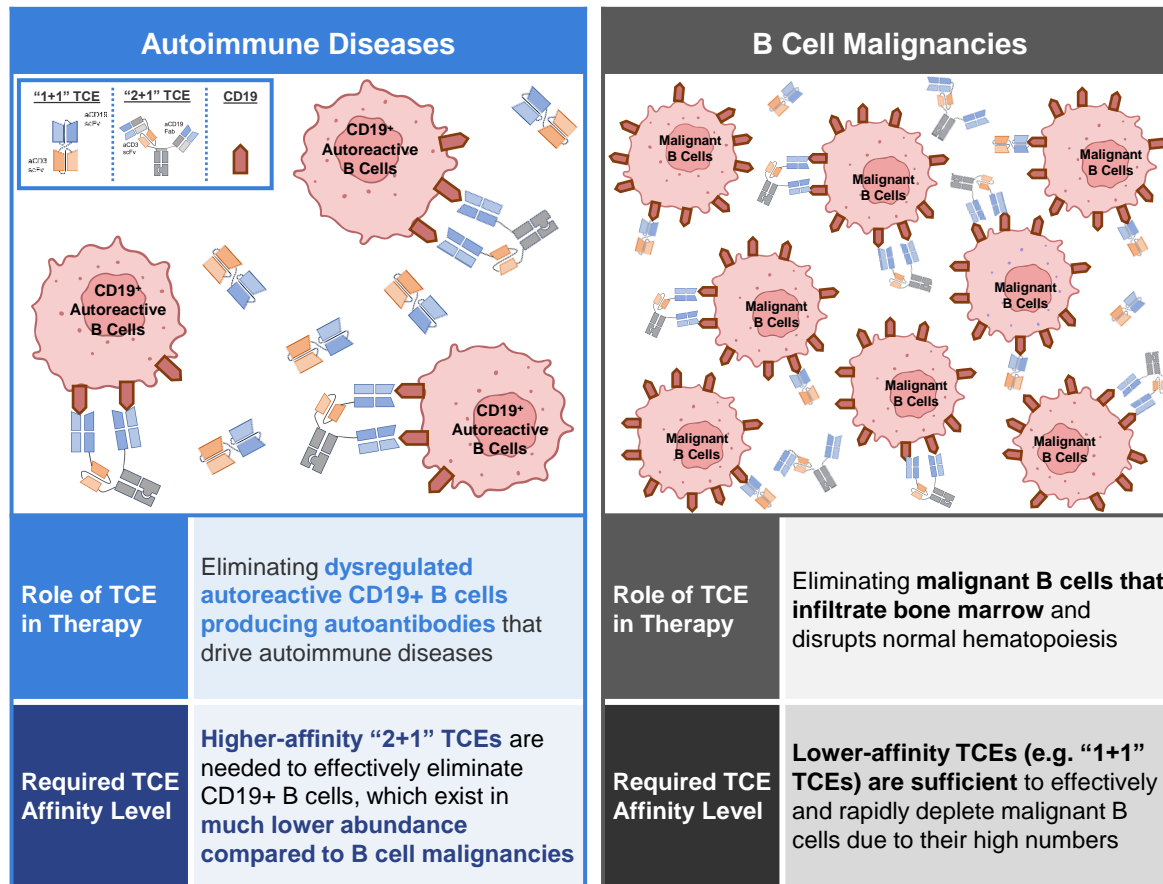 Autoimmune Diseases
“1+1” TCE
“2+1” TCE
CD19
aCD19
scFv
aCD3
scFv
aCD19
Fab
aCD3
scFv
CD19+
Autoreactive
B Cells
CD19+
Autoreactive
B Cells
CD19+
Autoreactive
B Cells
Role of TCE
in Therapy
Eliminating dysregulated
autoreactive CD19+ B cells
producing autoantibodies that
drive autoimmune diseases
Required TCE
Affinity Level
Higher-affinity “2+1” TCEs are
needed to effectively eliminate
CD19+ B cells, which exist in
much lower abundance
compared to B cell malignancies
B Cell Malignancies
Malignant
B Cells
Malignant
B Cells
Malignant
B Cells
Malignant
B Cells
Malignant
B Cells
Malignant
B Cells
Malignant
B Cells
Malignant
B Cells
Role of TCE
in Therapy
Eliminating malignant B cells that
infiltrate bone marrow and
disrupts normal hematopoiesis
Required TCE
Affinity Level
Lower-affinity TCEs (e.g. “1+1”
TCEs) are sufficient to effectively
and rapidly deplete malignant B
cells due to their high numbers